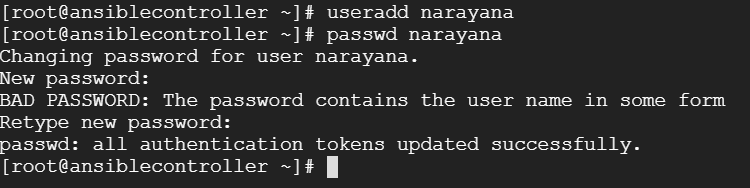 [root@ansiblecontroller ~]# useradd narayana
[root@ansiblecontroller ~]# passwd narayana
Changing password for user narayana.
New password:
BAD PASSWORD: The password contains the user name in some form
Retype new password:
passwd: all authentication tokens updated successfully.
[root@ansiblecontroller ~]#